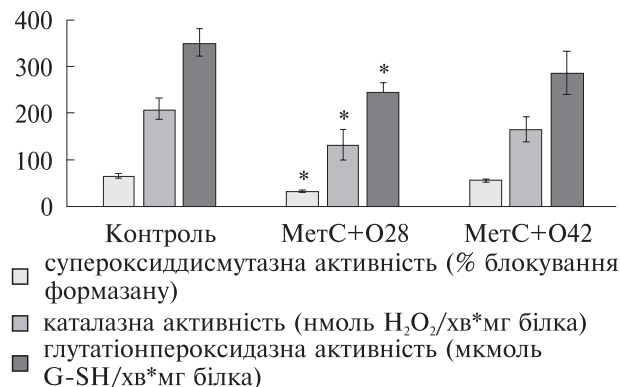 400
300
200
100
0
*
*
*
Контроль
МетС+О28
МетС+О42
супероксиддисмутазна активність (% блокування
формазану)
каталазна активність (нмоль H₂O₂/хв*мг білка)
глутатіонпероксидазна активність (мкмоль
G-SH/хв*мг білка)